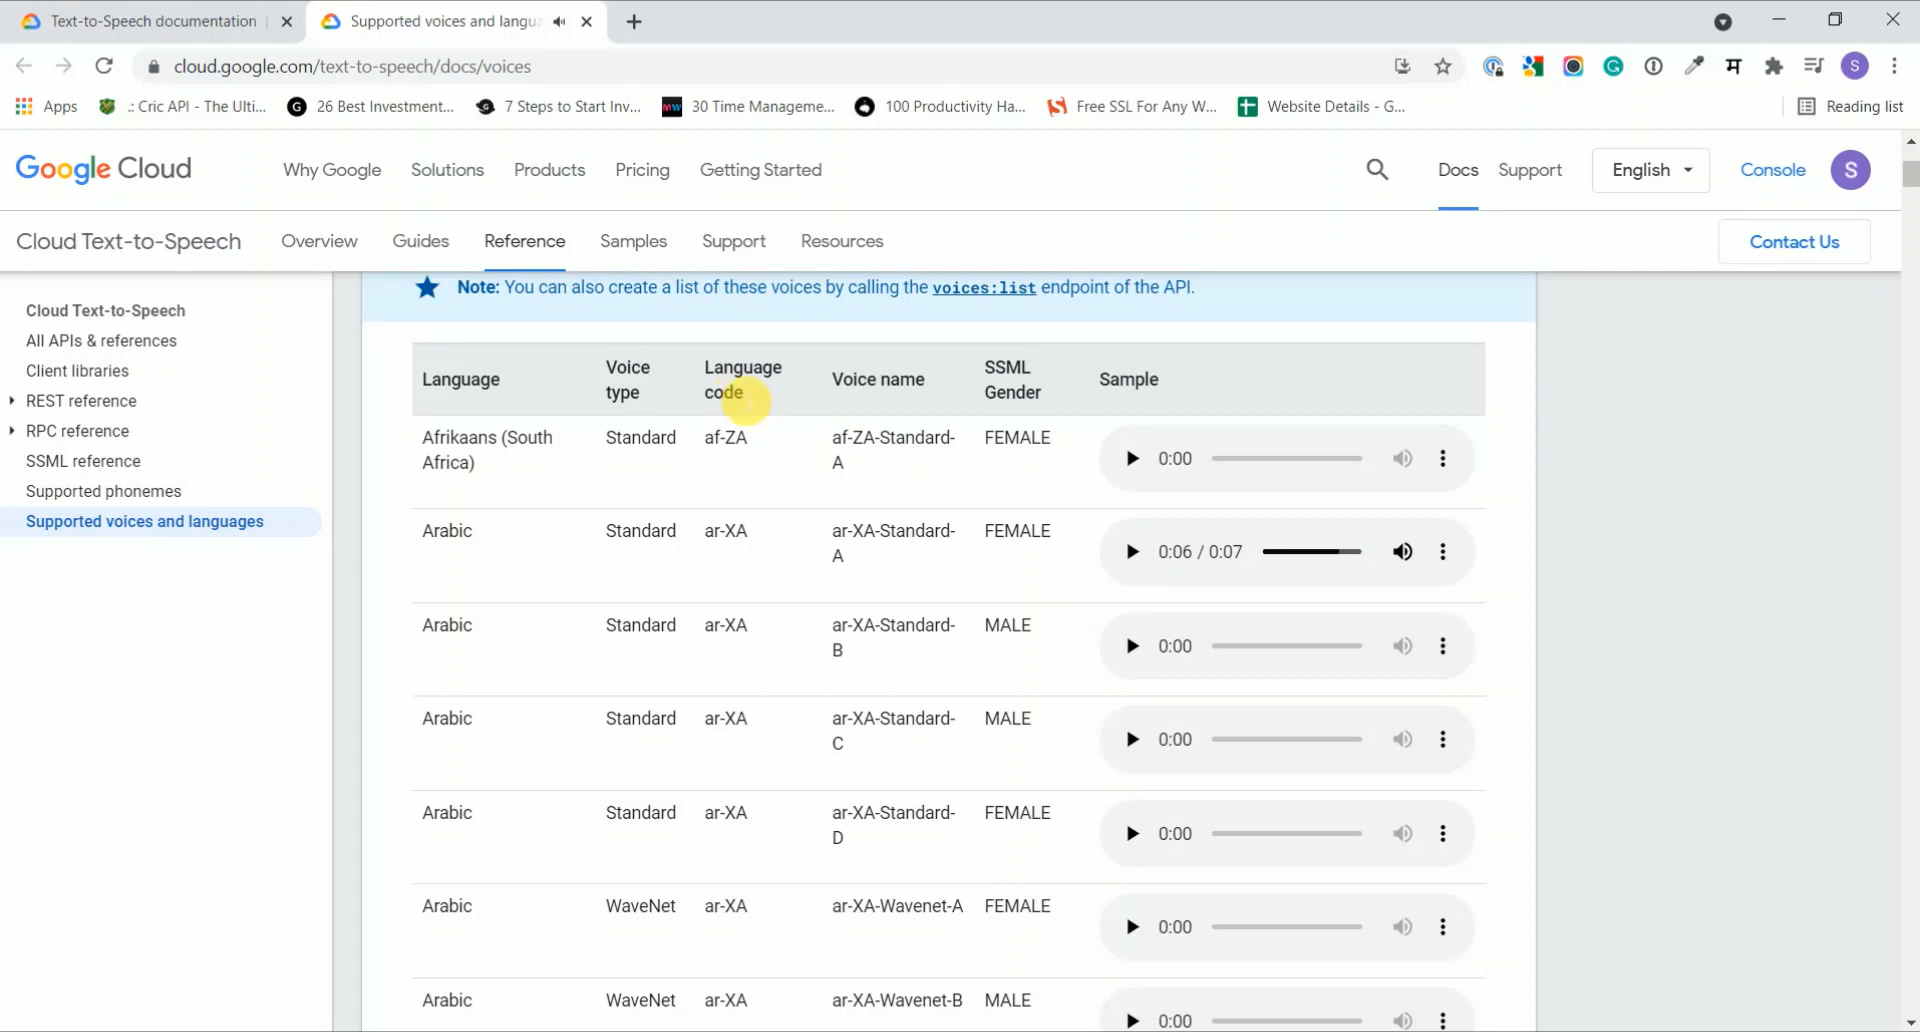 Text-to-Speech documentation
Supported voices and langua
cloud.google.com/text-to-speech/docs/voices
S
Apps
.: Cric API - The Ulti...
26 Best Investment...
7 Steps to Start Inv...
30 Time Manageme...
100 Productivity Ha...
Free SSL For Any W...
Website Details - G...
Reading list
Google Cloud
Why Google
Solutions
Products
Pricing
Getting Started
Docs
Support
English
Console
S
Cloud Text-to-Speech
Overview
Guides
Reference
Samples
Support
Resources
Contact Us
Cloud Text-to-Speech
All APIs & references
Client libraries
REST reference
RPC reference
SSML reference
Supported phonemes
Supported voices and languages
Note: You can also create a list of these voices by calling the voices:list endpoint of the API.
Language
Voice
type
Language
code
Voice name
SSML
Gender
Sample
Afrikaans (South
Africa)
Standard
af-ZA
af-ZA-Standard-
A
FEMALE
0:00
Arabic
Standard
ar-XA
ar-XA-Standard-
A
FEMALE
0:06 / 0:07
Arabic
Standard
ar-XA
ar-XA-Standard-
B
MALE
0:00
Arabic
Standard
ar-XA
ar-XA-Standard-
C
MALE
0:00
Arabic
Standard
ar-XA
ar-XA-Standard-
D
FEMALE
0:00
Arabic
WaveNet
ar-XA
ar-XA-Wavenet-A
FEMALE
0:00
Arabic
WaveNet
ar-XA
ar-XA-Wavenet-B
MALE
0:00